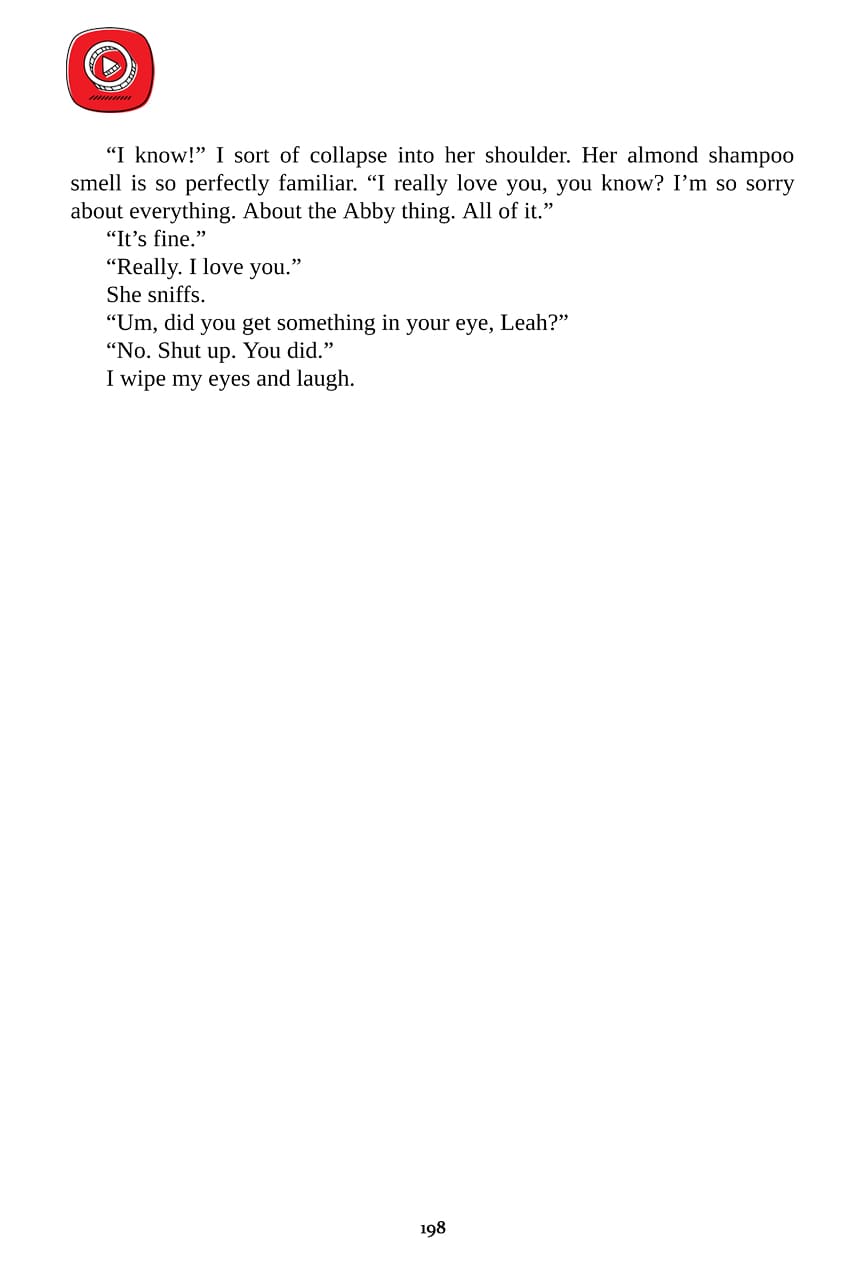 “I know!” I sort of collapse into her shoulder. Her almond shampoo
smell is so perfectly familiar. “I really love you, you know? I’m so sorry
about everything. About the Abby thing. All of it.”
“It’s fine.”
“Really. I love you.”
She sniffs.
“Um, did you get something in your eye, Leah?”
“No. Shut up. You did.”
I wipe my eyes and laugh.
198